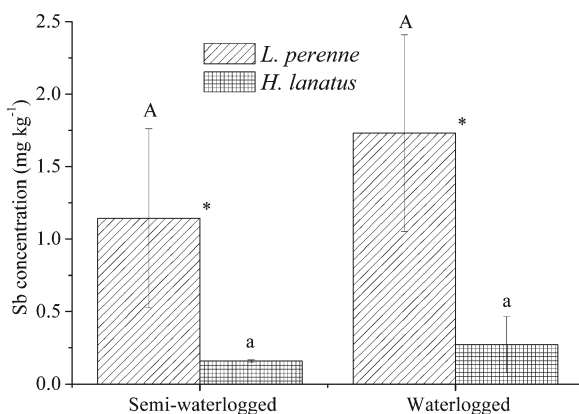 2.5
2.0
1.5
1.0
0.5
0.0
Sb concentration (mg kg⁻¹)
L. perenne
H. lanatus
A
*
a
A
*
a
Semi-waterlogged
Waterlogged